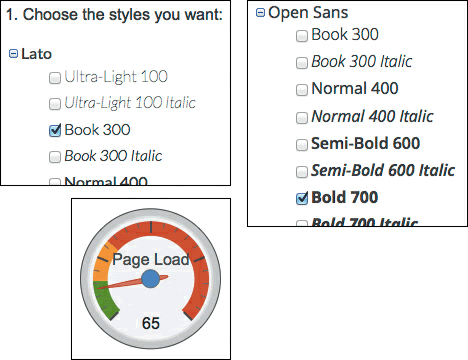 1. Choose the styles you want:
Lato
Ultra-Light 100
Ultra-Light 100 Italic
Book 300
Book 300 Italic
Normal 400
Open Sans
Book 300
Book 300 Italic
Normal 400
Normal 400 Italic
Semi-Bold 600
Semi-Bold 600 Italic
Bold 700
Bold 700 Italic
Page Load
65